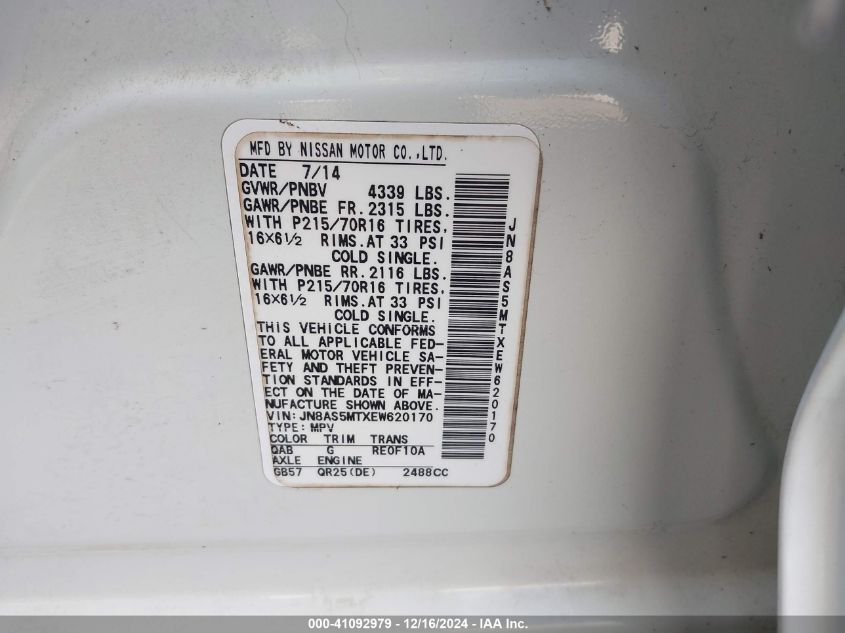 MFD BY NISSAN MOTOR CO.,LTD.
DATE 7/14
GVWR/PNBV 4339 LBS.
GAWR/PNBE FR. 2315 LBS.
WITH P215/70R16 TIRES,
16X6½ RIMS. AT 33 PSI
COLD SINGLE.
GAWR/PNBE RR. 2116 LBS.
WITH P215/70R16 TIRES,
16X6½ RIMS. AT 33 PSI
COLD SINGLE.
THIS VEHICLE CONFORMS
TO ALL APPLICABLE FED-
ERAL MOTOR VEHICLE SA-
FETY AND THEFT PREVEN-
TION STANDARDS IN EFF-
ECT ON THE DATE OF MA-
NUFACTURE SHOWN ABOVE.
VIN: JN8AS5MTXEW620170
TYPE: MPV
COLOR TRIM TRANS
QAB G RE0F10A
AXLE ENGINE
GB57 QR25(DE) 2488CC
JN8AS5MTXEW620170
000-41092979 - 12/16/2024 - IAA Inc.